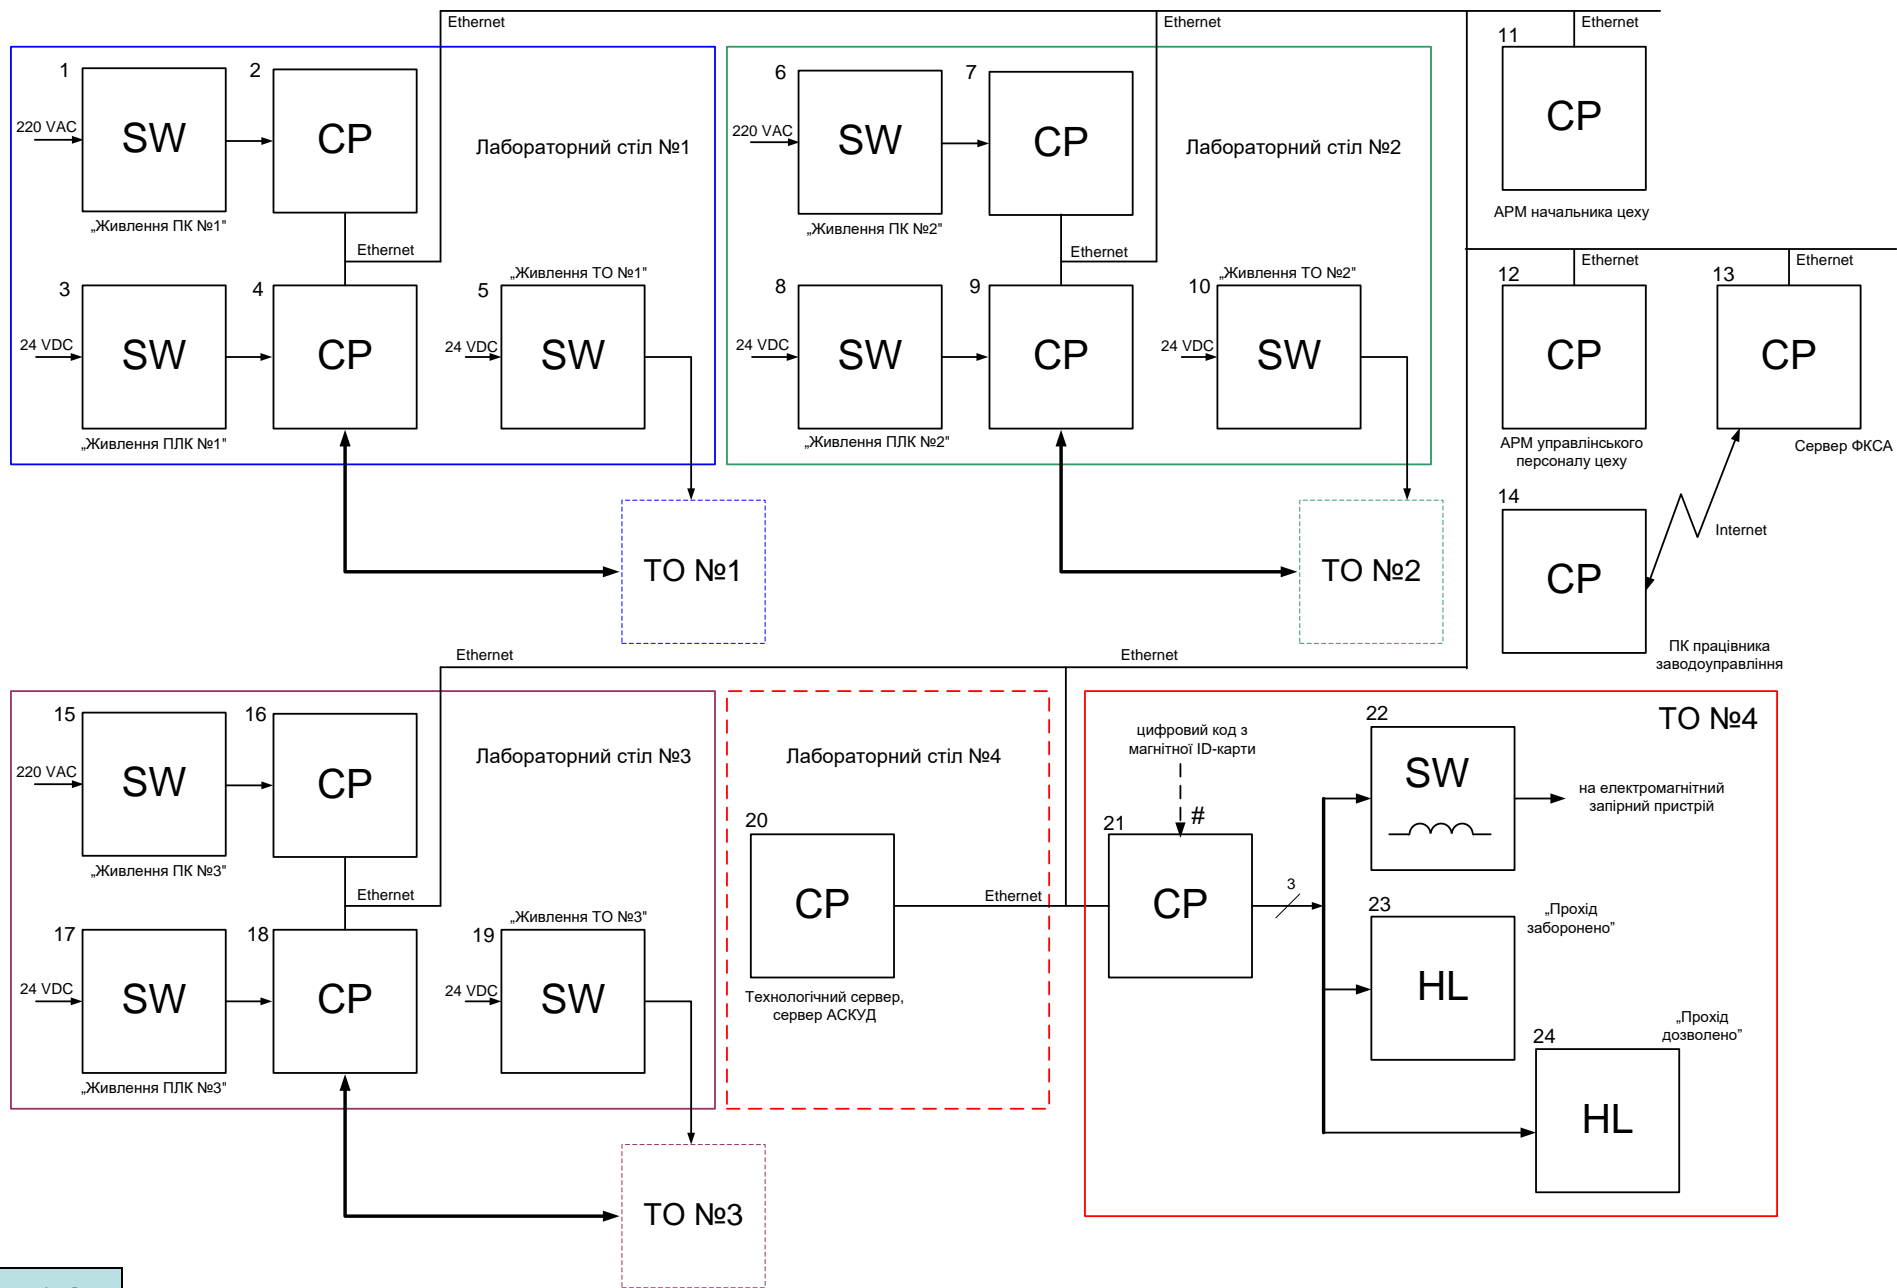 Ethernet
Ethernet
Ethernet
1
2
220 VAC
SW
CP
Лабораторний стіл №1
„Живлення ПК №1"
Ethernet
„Живлення ТО №1"
3
4
5
24 VDC
SW
CP
24 VDC
SW
„Живлення ПЛК №1"
ТО №1
6
7
220 VAC
SW
CP
Лабораторний стіл №2
„Живлення ПК №2"
Ethernet
„Живлення ТО №2"
8
9
10
24 VDC
SW
CP
24 VDC
SW
„Живлення ПЛК №2"
ТО №2
11
CP
АРМ начальника цеху
Ethernet
Ethernet
12
13
CP
CP
АРМ управлінського
персоналу цеху
Сервер ФКСА
14
CP
Internet
ПК працівника
заводоуправління
Ethernet
Ethernet
15
16
220 VAC
SW
CP
Лабораторний стіл №3
„Живлення ПК №3"
Ethernet
„Живлення ТО №3"
17
18
19
24 VDC
SW
CP
24 VDC
SW
„Живлення ПЛК №3"
ТО №3
Лабораторний стіл №4
20
CP
Ethernet
Технологічний сервер,
сервер АСКУД
ТО №4
цифровий код з
магнітної ID-карти
#
21
CP
3
22
SW
на електромагнітний
запірний пристрій
23
„Прохід
заборонено”
HL
24
„Прохід
дозволено”
HL